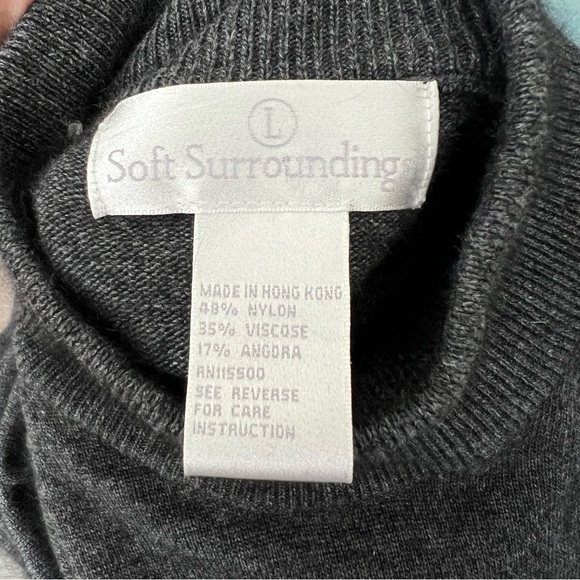 L
Soft Surroundings
MADE IN HONG KONG
48% NYLON
35% VISCOSE
17% ANGORA
RN115500
SEE REVERSE
FOR CARE
INSTRUCTION